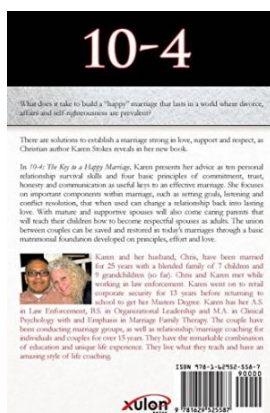 10-4
What does it take to build a "happy" marriage that lasts in a world where divorce,
affairs and self-righteousness are prevalent?
There are solutions to establish a marriage strong in love, support and respect, as
Christian author Karen Stokes reveals in her new book.
In 10-4: The Key to a Happy Marriage, Karen presents her advice as ten personal
relationship survival skills and four basic principles of commitment, trust,
honesty and communication as useful keys to an effective marriage. She focuses
on important components within marriage, such as setting goals, listening and
conflict resolution, that when used can change a relationship back into lasting
love. With mature and supportive spouses will also come caring parents that
will teach their children how to become respectful spouses as adults. The union
between couples can be saved and restored in today's marriages through a basic
matrimonial foundation developed on principles, effort and love.
Karen and her husband, Chris, have been married
for 25 years with a blended family of 7 children and
9 grandchildren (so far). Chris and Karen met while
working in law enforcement. Karen went on to retail
corporate security for 13 years before returning to
school to get her Masters Degree. Karen has her A.S.
in Law Enforcement, B.S. in Organizational Leadership and M.A. in Clinical
Psychology with and Emphasis in Marriage Family Therapy. The couple have
been conducting marriage groups, as well as relationship/marriage coaching for
individuals and couples for over 15 years. They have the remarkable combination
of education and unique life experience. They live what they teach and have an
amazing style of life coaching.
xulon
PRESS
ISBN 978-1-62952-558-7
90000
9 781629 525587